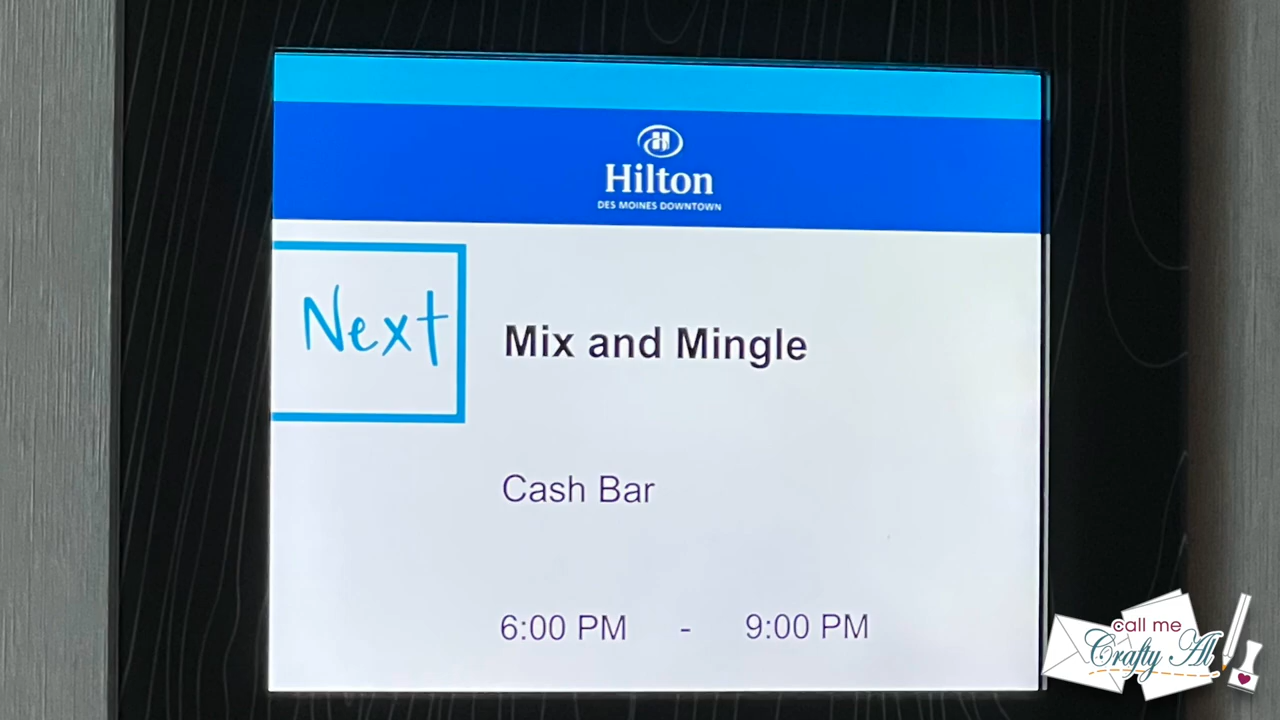 Hilton
DES MOINES DOWNTOWN
Next
Mix and Mingle
Cash Bar
6:00 PM - 9:00 PM
call me
Crafty Al